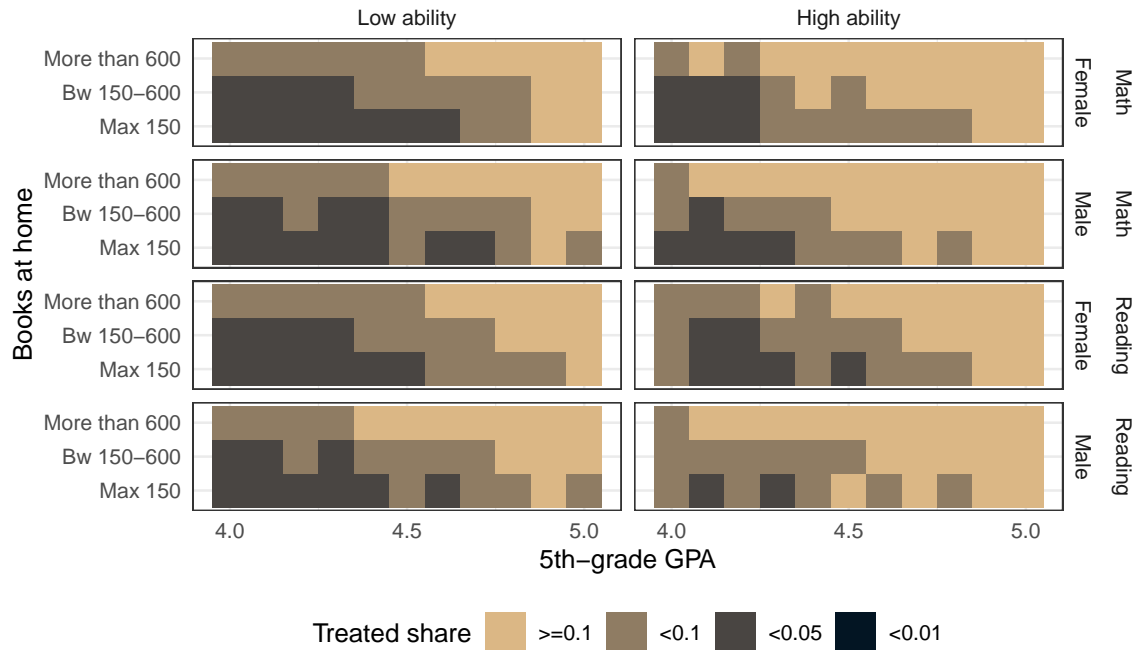 Low ability High ability
More than 600
Bw 150−600
Max 150
Female Math
More than 600
Bw 150−600
Max 150
Male Math
More than 600
Bw 150−600
Max 150
Female Reading
More than 600
Bw 150−600
Max 150
Male Reading
Books at home
4.0 4.5 5.0 4.0 4.5 5.0
5th−grade GPA
Treated share >=0.1 <0.1 <0.05 <0.01